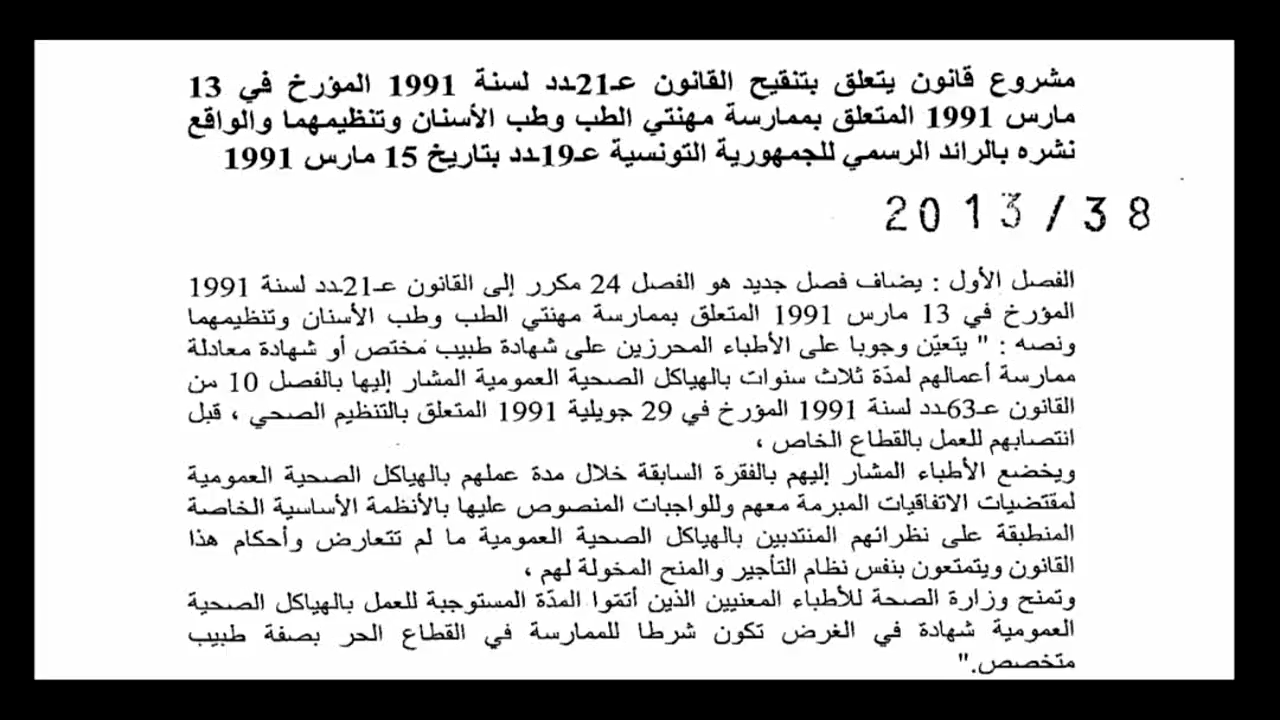 مشروع قانون يتعلق بتنقيح القانون عـ21ـدد لسنة 1991 المؤرخ في 13
مارس 1991 المتعلق بممارسة مهنتي الطب وطب الأسنان وتنظيمهما والواقع
نشره بالرائد الرسمي للجمهورية التونسية عـ19ـدد بتاريخ 15 مارس 1991
2013/38
الفصل الأول : يضاف فصل جديد هو الفصل 24 مكرر إلى القانون عـ21ـدد لسنة 1991
المؤرخ في 13 مارس 1991 المتعلق بممارسة مهنتي الطب وطب الأسنان وتنظيمهما
ونصه : " يتعيّن وجوبا على الأطباء المحرزين على شهادة طبيب مختص أو شهادة معادلة
ممارسة أعمالهم لمدّة ثلاث سنوات بالهياكل الصحية العمومية المشار إليها بالفصل 10 من
القانون عـ63ـدد لسنة 1991 المؤرخ في 29 جويلية 1991 المتعلق بالتنظيم الصحي ، قبل
انتصابهم للعمل بالقطاع الخاص ،
ويخضع الأطباء المشار إليهم بالفقرة السابقة خلال مدة عملهم بالهياكل الصحية العمومية
لمقتضيات الاتفاقيات المبرمة معهم وللواجبات المنصوص عليها بالأنظمة الأساسية الخاصة
المنطبقة على نظرائهم المنتدبين بالهياكل الصحية العمومية ما لم تتعارض وأحكام هذا
القانون ويتمتعون بنفس نظام التأجير والمنح المخولة لهم ،
وتمنح وزارة الصحة للأطباء المعنيين الذين أتمّوا المدّة المستوجبة للعمل بالهياكل الصحية
العمومية شهادة في الغرض تكون شرطا للممارسة في القطاع الحر بصفة طبيب
متخصص."